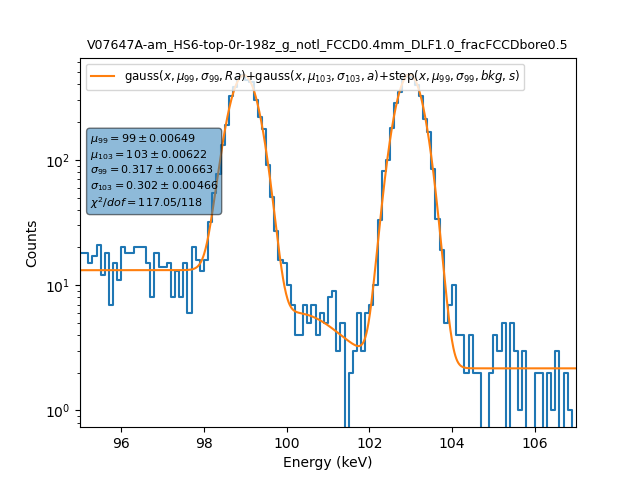 V07647A-am_HS6-top-0r-198z_g_notl_FCCD0.4mm_DLF1.0_fracFCCDbore0.5
gauss(x, μ₉₉, σ₉₉, Ra)+gauss(x, μ₁₀₃, σ₁₀₃, a)+step(x, μ₉₉, σ₉₉, bkg, s)
μ₉₉ = 99 ± 0.00649
μ₁₀₃ = 103 ± 0.00622
σ₉₉ = 0.317 ± 0.00663
σ₁₀₃ = 0.302 ± 0.00466
χ²/dof = 117.05/118
Counts
10²
10¹
10⁰
96 98 100 102 104 106
Energy (keV)